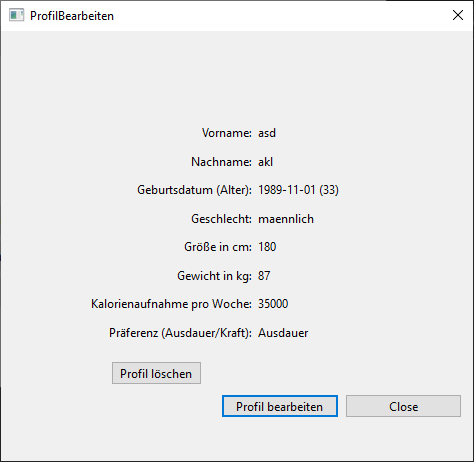 ProfilBearbeiten
Vorname: asd
Nachname: akl
Geburtsdatum (Alter): 1989-11-01 (33)
Geschlecht: maennlich
Größe in cm: 180
Gewicht in kg: 87
Kalorienaufnahme pro Woche: 35000
Präferenz (Ausdauer/Kraft): Ausdauer
Profil löschen
Profil bearbeiten Close